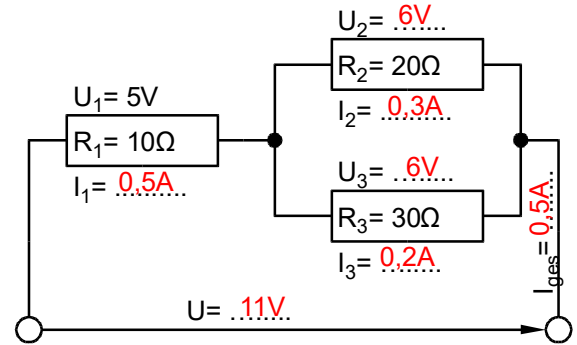 U2= 6V
R2= 20Ω
I2= 0,3A
U1= 5V
R1= 10Ω
I1= 0,5A
U3= 6V
R3= 30Ω
I3= 0,2A
Iges= 0,5A
U= 11V